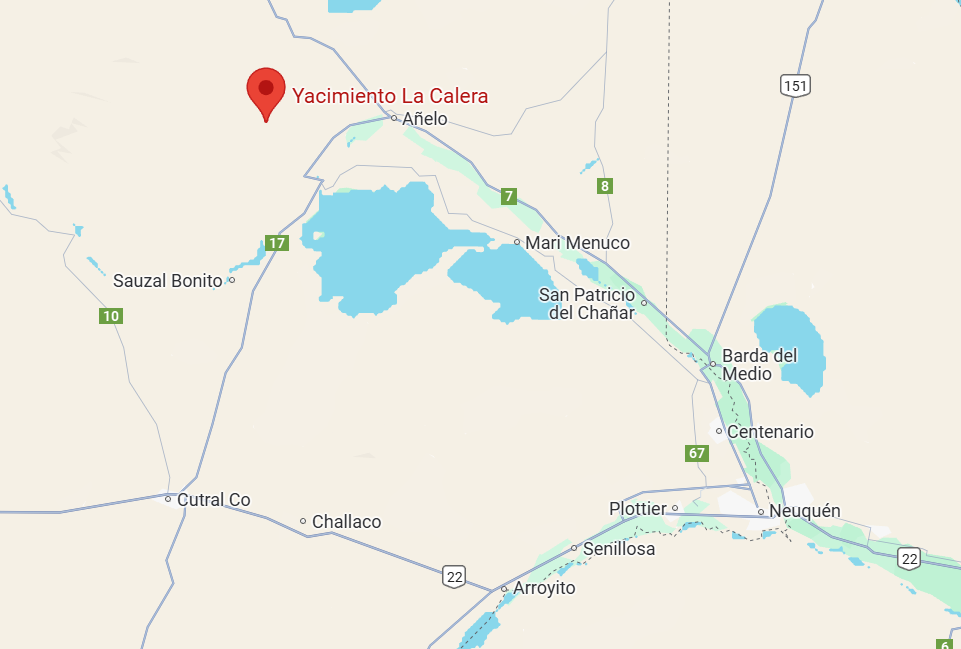 151
Yacimiento La Calera
Añelo
8
7
17
Mari Menuco
Sauzal Bonito
San Patricio
del Chañar
10
Barda del
Medio
Centenario
67
Cutral Co
Plottier
Neuquén
Challaco
Senillosa
22
22
Arroyito
6